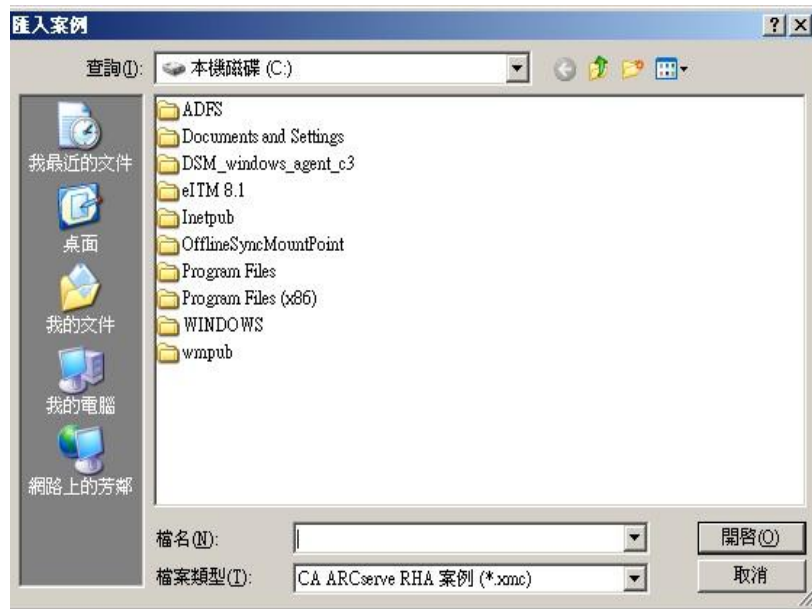 匯入案例
查詢(I): 本機磁碟 (C:)
我最近的文件
桌面
我的文件
我的電腦
網路上的芳鄰
ADFS
Documents and Settings
DSM_windows_agent_c3
eITM 8.1
Inetpub
OfflineSyncMountPoint
Program Files
Program Files (x86)
WINDOWS
wmpub
檔名(N):
開啓(O)
檔案類型(T): CA ARCserve RHA 案例 (*.xmc)
取消